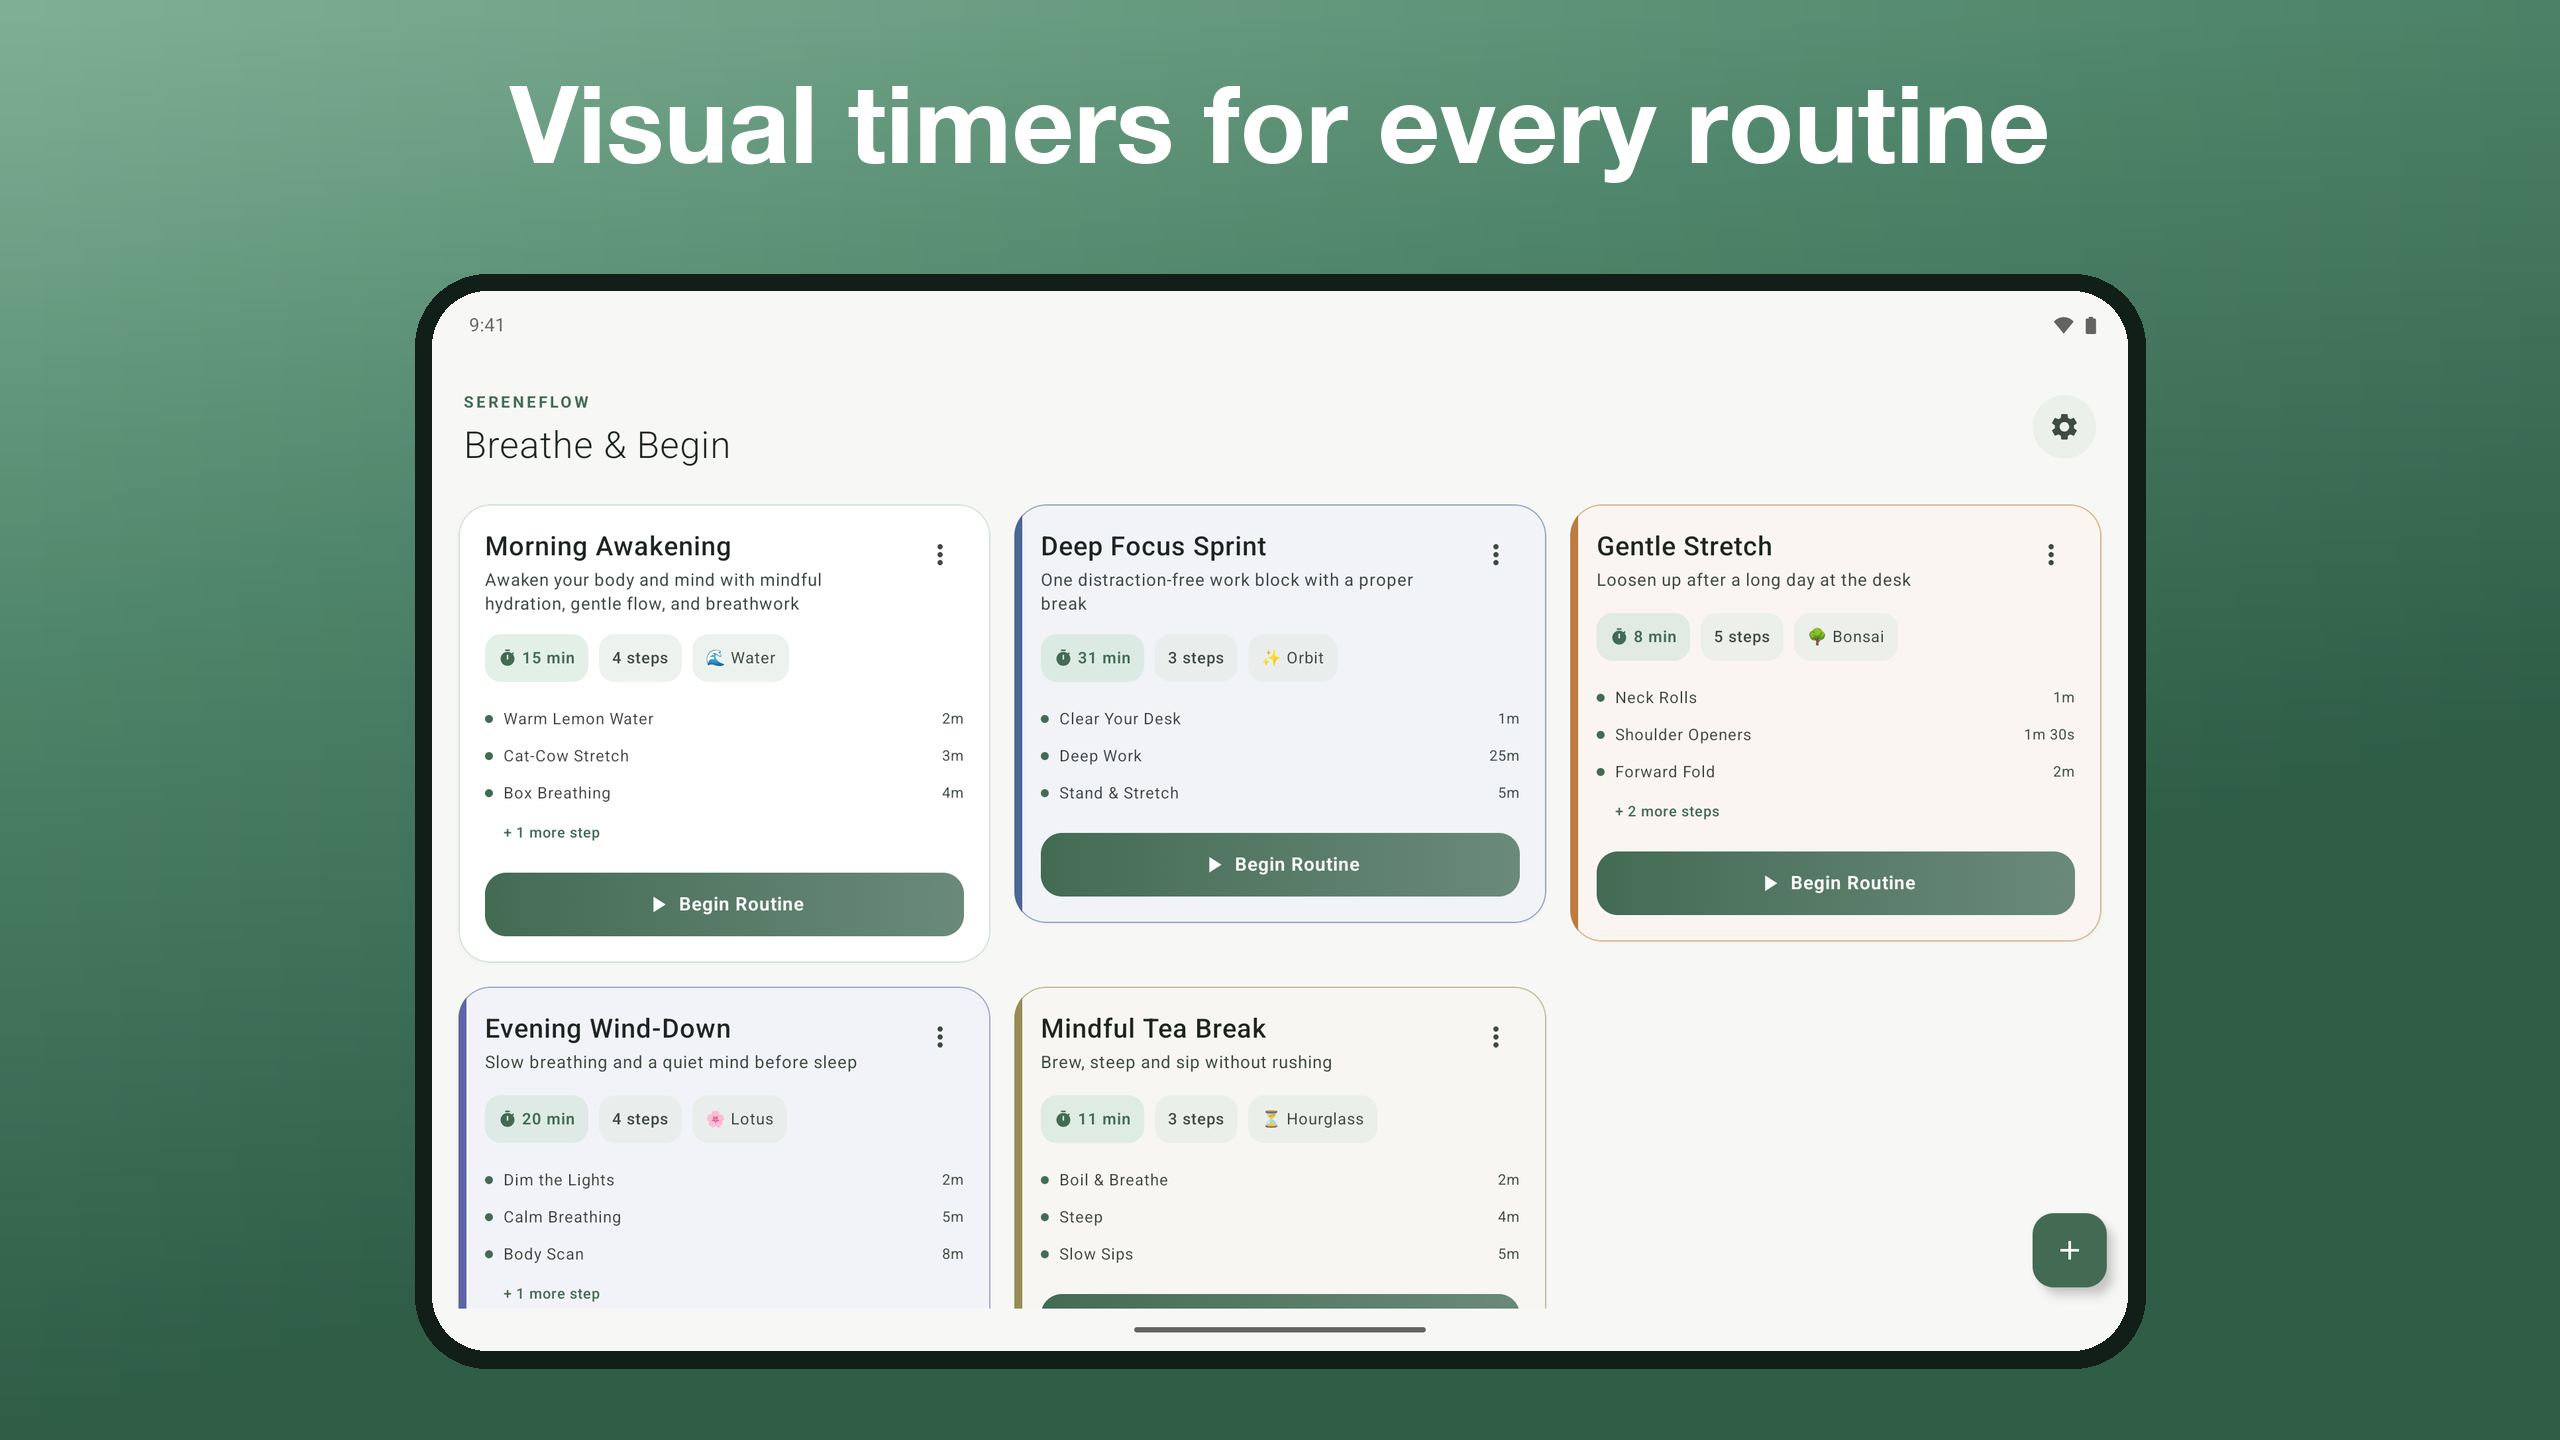 Visual timers for every routine
9:41
SERENEFLOW
Breathe & Begin
Morning Awakening
Awaken your body and mind with mindful
hydration, gentle flow, and breathwork
15 min
4 steps
🌊 Water
Warm Lemon Water 2m
Cat-Cow Stretch 3m
Box Breathing 4m
+ 1 more step
Begin Routine
Deep Focus Sprint
One distraction-free work block with a proper
break
31 min
3 steps
✨ Orbit
Clear Your Desk 1m
Deep Work 25m
Stand & Stretch 5m
Begin Routine
Gentle Stretch
Loosen up after a long day at the desk
8 min
5 steps
🌳 Bonsai
Neck Rolls 1m
Shoulder Openers 1m 30s
Forward Fold 2m
+ 2 more steps
Begin Routine
Evening Wind-Down
Slow breathing and a quiet mind before sleep
20 min
4 steps
🌸 Lotus
Dim the Lights 2m
Calm Breathing 5m
Body Scan 8m
+ 1 more step
Mindful Tea Break
Brew, steep and sip without rushing
11 min
3 steps
⏳ Hourglass
Boil & Breathe 2m
Steep 4m
Slow Sips 5m